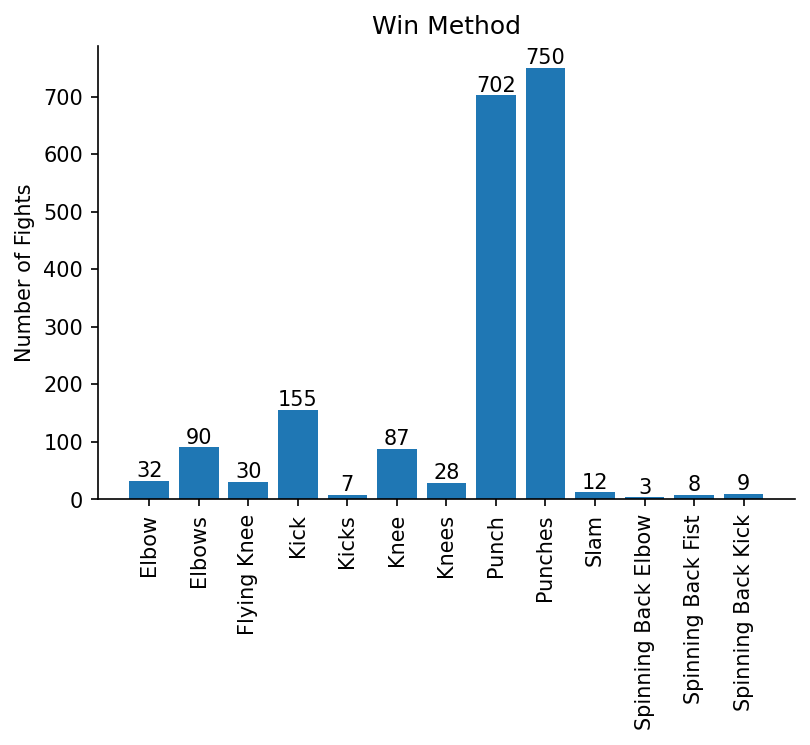 Win Method
Number of Fights
700
600
500
400
300
200
100
0
32
90
30
155
7
87
28
702
750
12
3
8
9
Elbow
Elbows
Flying Knee
Kick
Kicks
Knee
Knees
Punch
Punches
Slam
Spinning Back Elbow
Spinning Back Fist
Spinning Back Kick